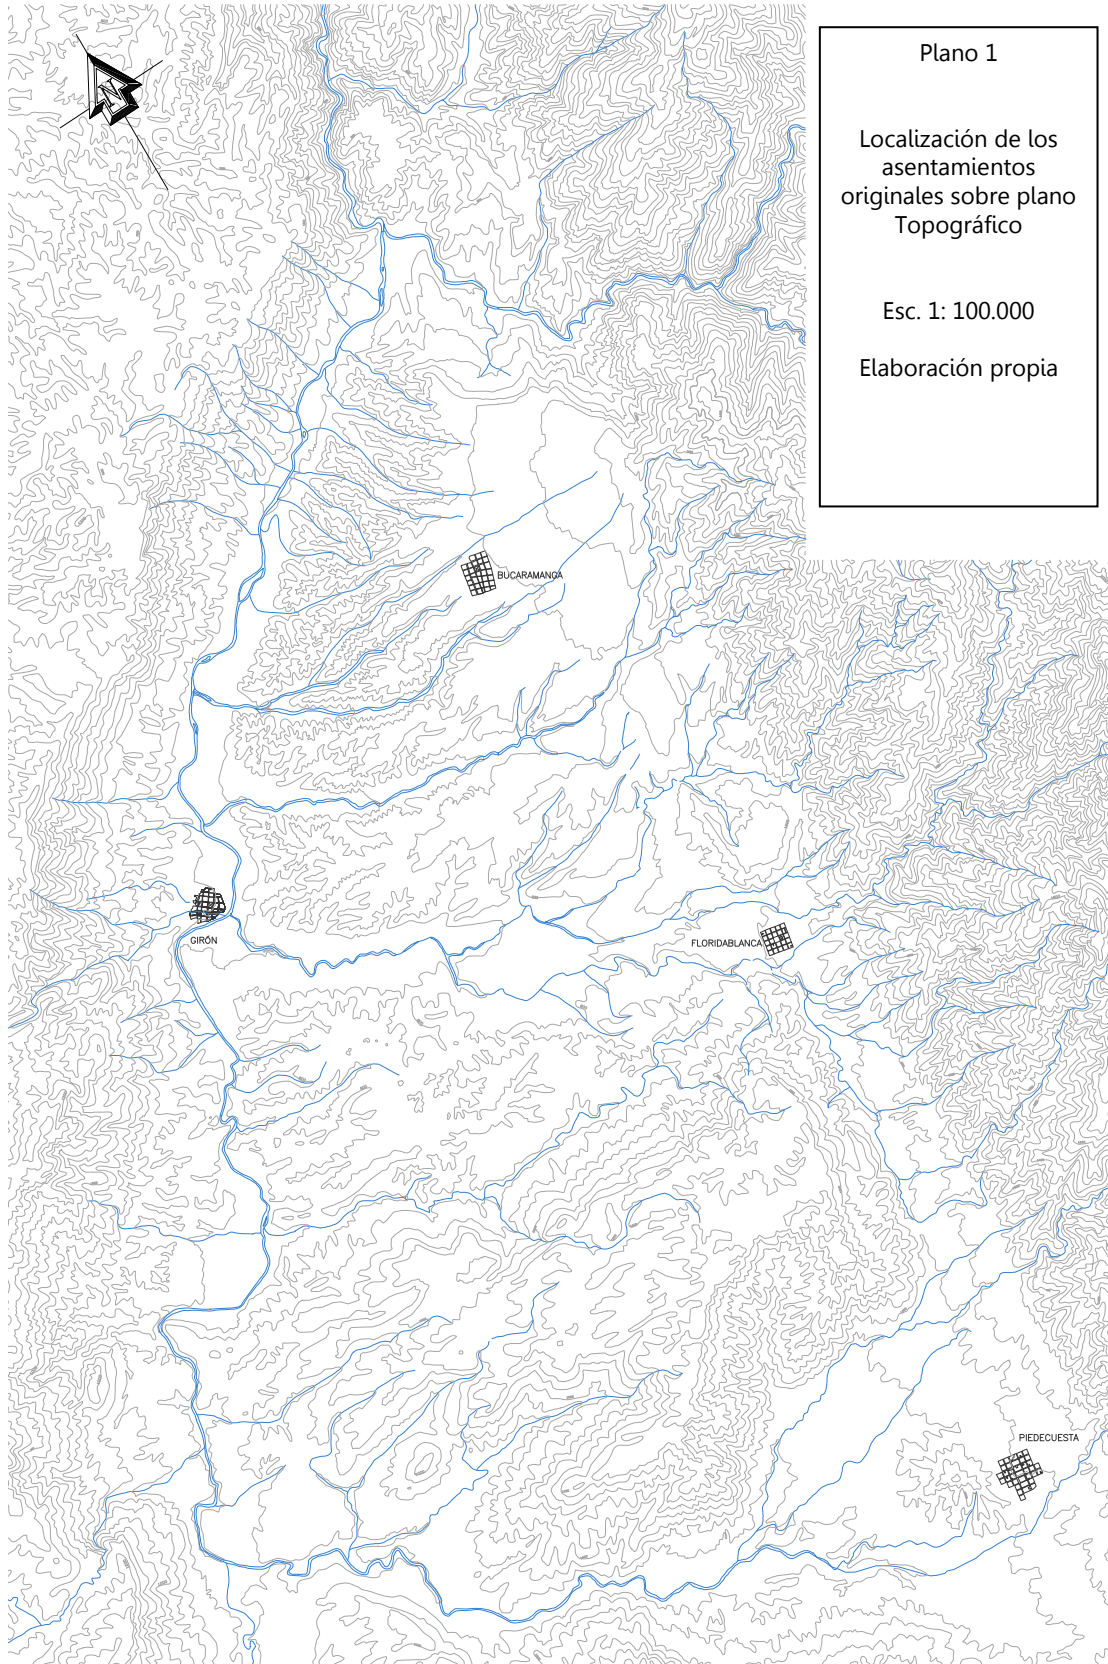 N
Plano 1
Localización de los
asentamientos
originales sobre plano
Topográfico
Esc. 1: 100.000
Elaboración propia
BUCARAMANGA
GIRÓN
FLORIDABLANCA
PIEDECUESTA